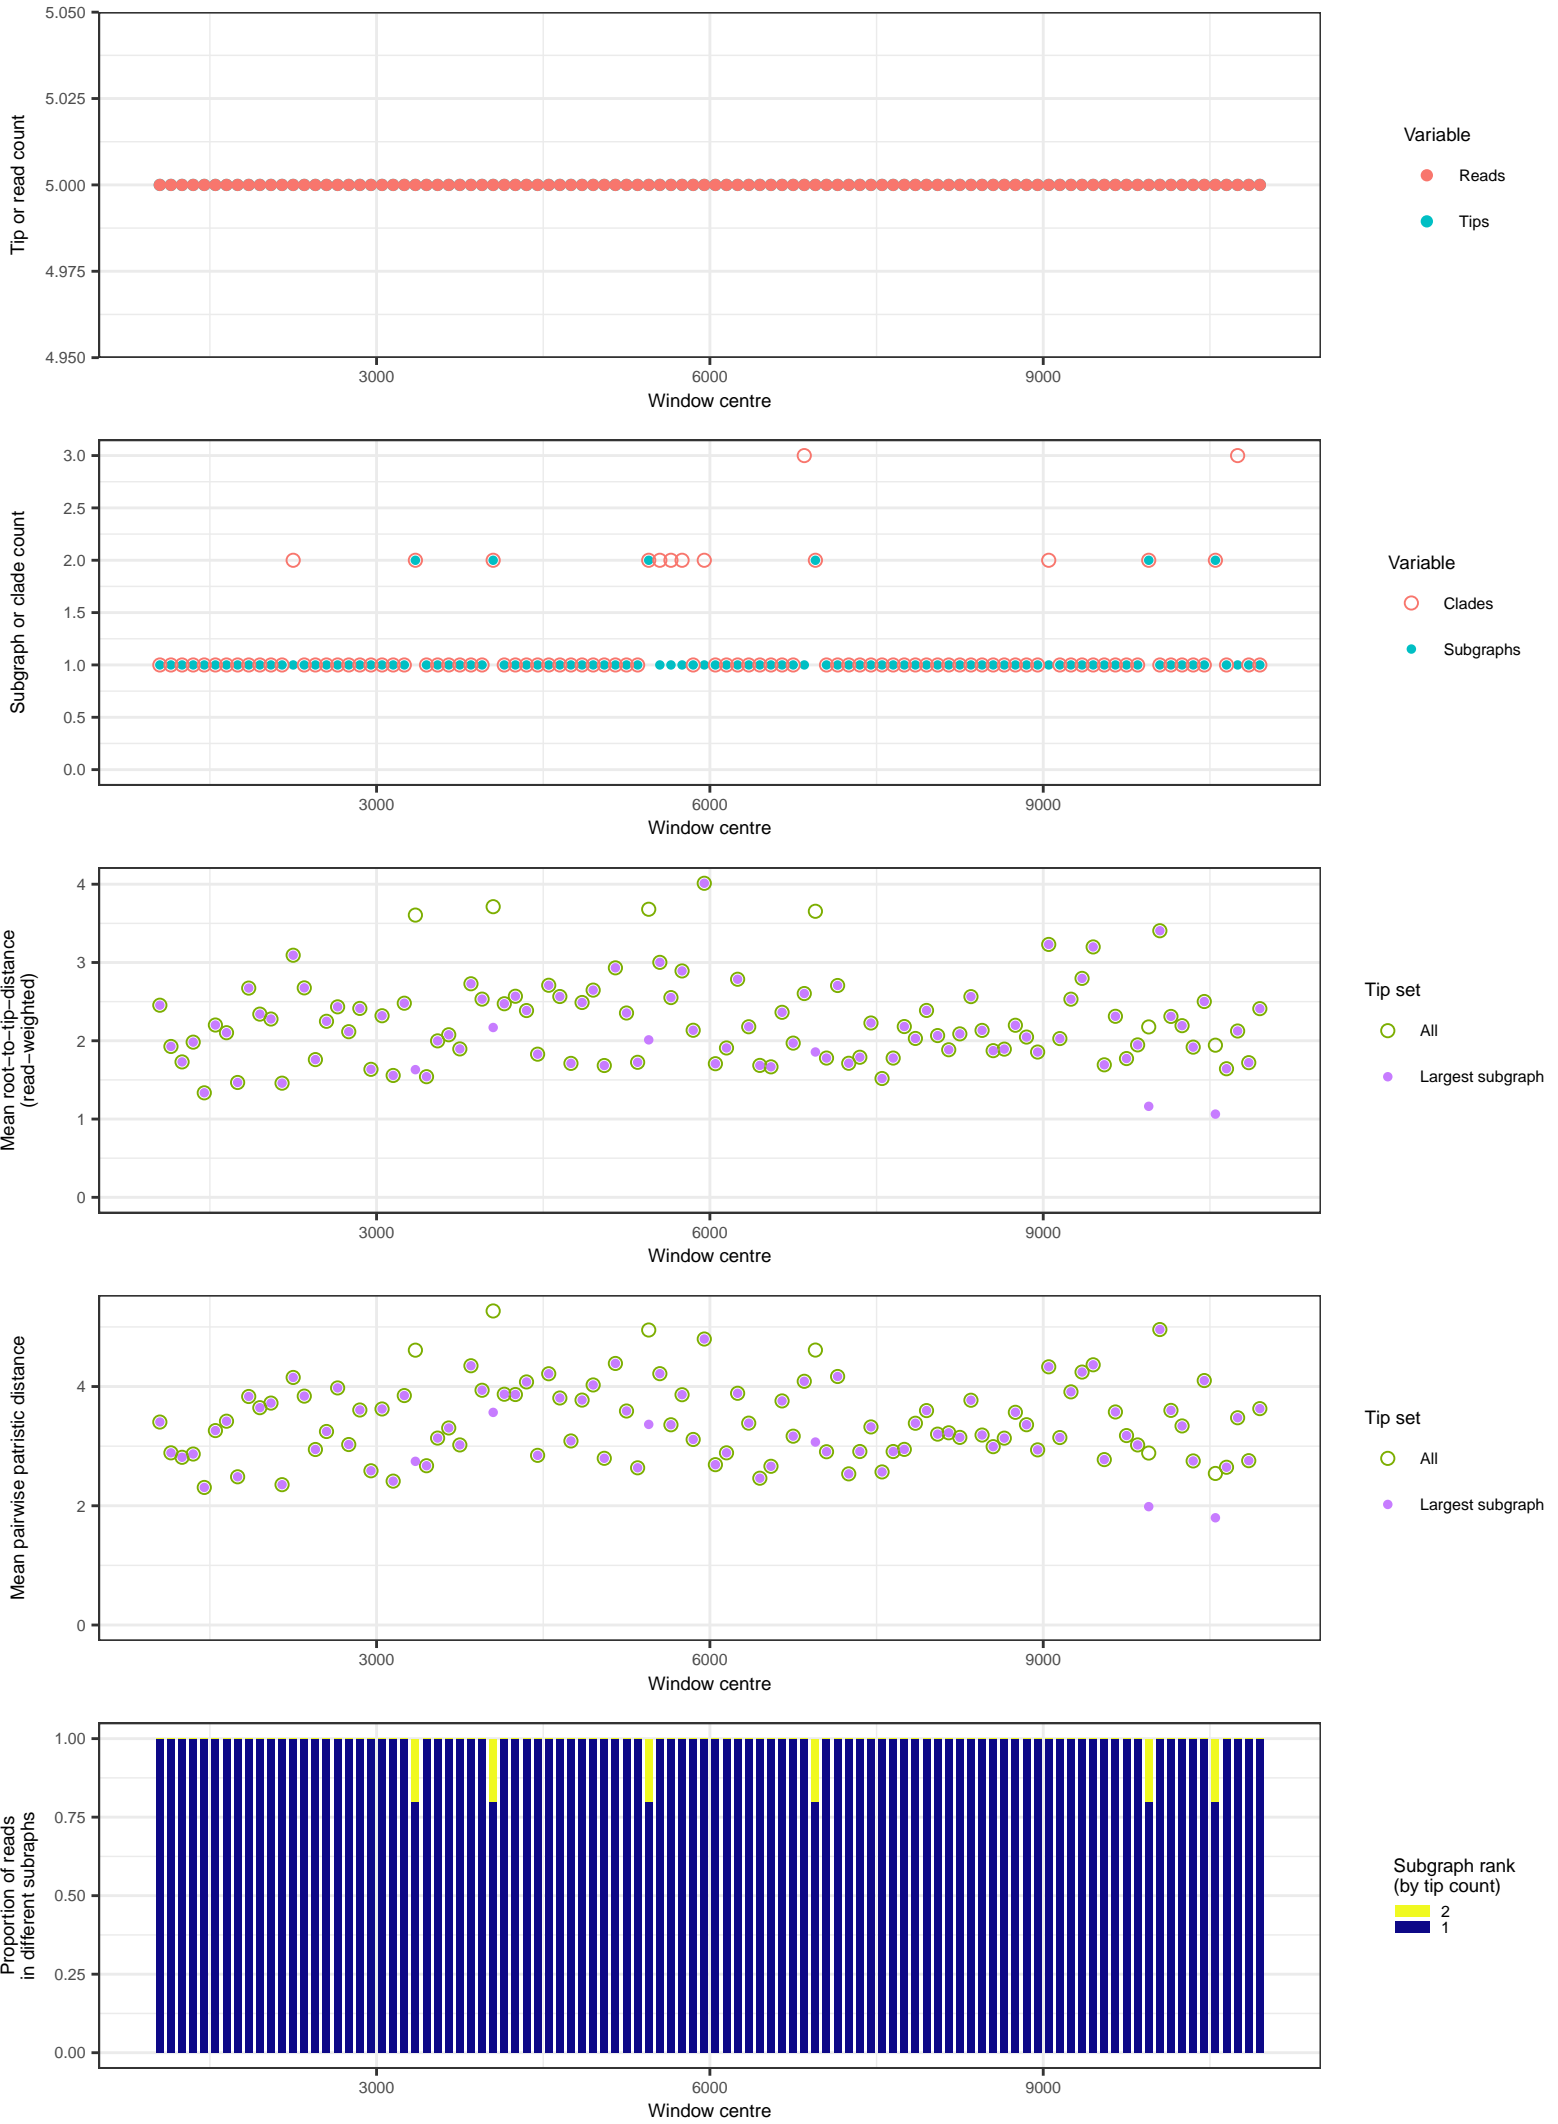 5.050
5.025
5.000
4.975
4.950
Tip or read count
3000 6000 9000
Window centre
Variable
Reads
Tips
3.0
2.5
2.0
1.5
1.0
0.5
0.0
Subgraph or clade count
3000 6000 9000
Window centre
Variable
Clades
Subgraphs
4
3
2
1
0
Mean root−to−tip−distance
(read−weighted)
3000 6000 9000
Window centre
Tip set
All
Largest subgraph
4
2
0
Mean pairwise patristic distance
3000 6000 9000
Window centre
Tip set
All
Largest subgraph
1.00
0.75
0.50
0.25
0.00
Proportion of reads
in different subraphs
3000 6000 9000
Window centre
Subgraph rank
(by tip count)
2
1